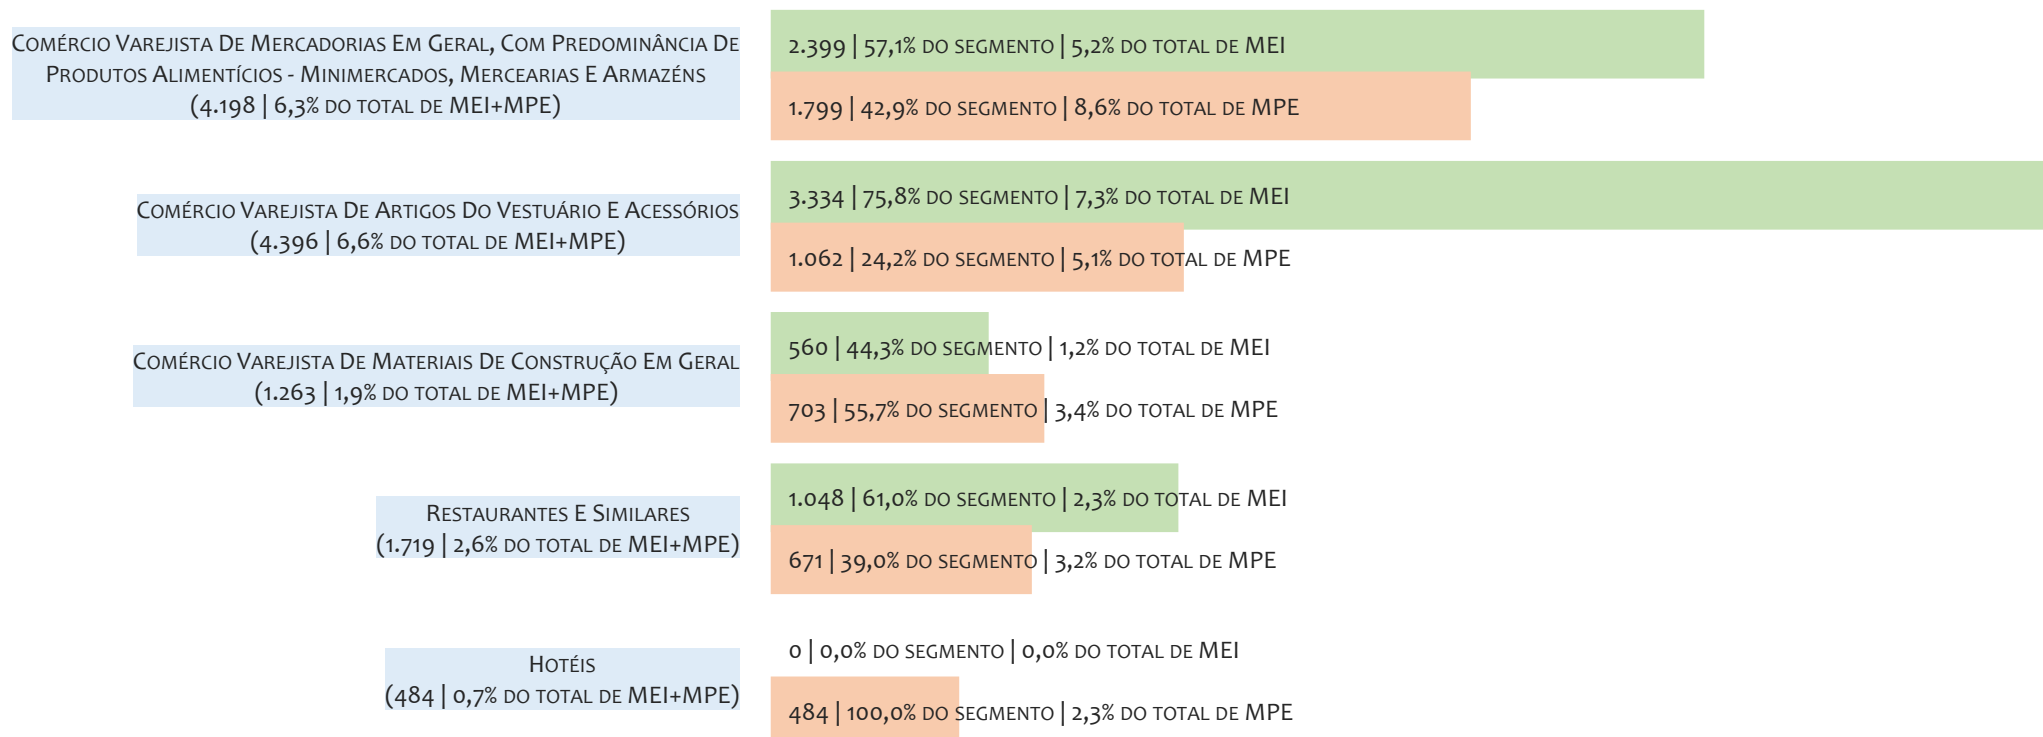 Comércio Varejista De Mercadorias Em Geral, Com Predominância De
Produtos Alimentícios - Minimercados, Mercearias E Armazéns
(4.198 | 6,3% do total de MEI+MPE)
2.399 | 57,1% do segmento | 5,2% do total de MEI
1.799 | 42,9% do segmento | 8,6% do total de MPE
Comércio Varejista De Artigos Do Vestuário E Acessórios
(4.396 | 6,6% do total de MEI+MPE)
3.334 | 75,8% do segmento | 7,3% do total de MEI
1.062 | 24,2% do segmento | 5,1% do total de MPE
Comércio Varejista De Materiais De Construção Em Geral
(1.263 | 1,9% do total de MEI+MPE)
560 | 44,3% do segmento | 1,2% do total de MEI
703 | 55,7% do segmento | 3,4% do total de MPE
Restaurantes E Similares
(1.719 | 2,6% do total de MEI+MPE)
1.048 | 61,0% do segmento | 2,3% do total de MEI
671 | 39,0% do segmento | 3,2% do total de MPE
Hotéis
(484 | 0,7% do total de MEI+MPE)
0 | 0,0% do segmento | 0,0% do total de MEI
484 | 100,0% do segmento | 2,3% do total de MPE